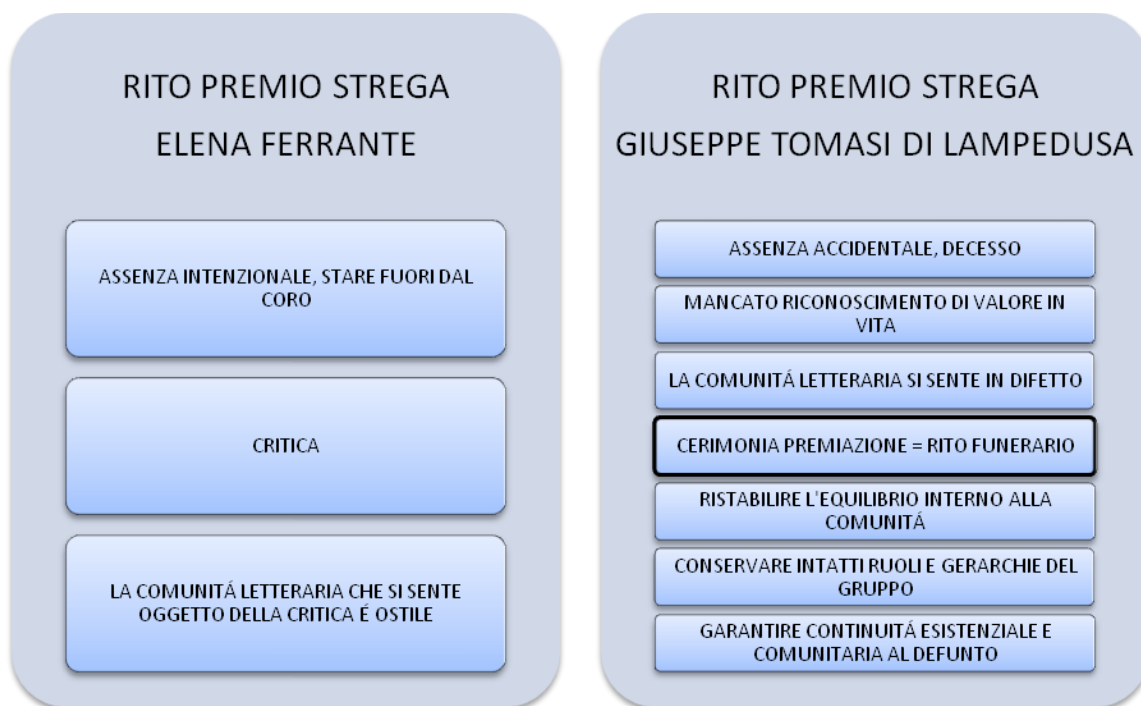 RITO PREMIO STREGA
ELENA FERRANTE
ASSENZA INTENZIONALE, STARE FUORI DAL
CORO
CRITICA
LA COMUNITÁ LETTERARIA CHE SI SENTE
OGGETTO DELLA CRITICA É OSTILE
RITO PREMIO STREGA
GIUSEPPE TOMASI DI LAMPEDUSA
ASSENZA ACCIDENTALE, DECESSO
MANCATO RICONOSCIMENTO DI VALORE IN
VITA
LA COMUNITÁ LETTERARIA SI SENTE IN DIFETTO
CERIMONIA PREMIAZIONE = RITO FUNERARIO
RISTABILIRE L'EQUILIBRIO INTERNO ALLA
COMUNITÁ
CONSERVARE INTATTI RUOLI E GERARCHIE DEL
GRUPPO
GARANTIRE CONTINUITÁ ESISTENZIALE E
COMUNITARIA AL DEFUNTO